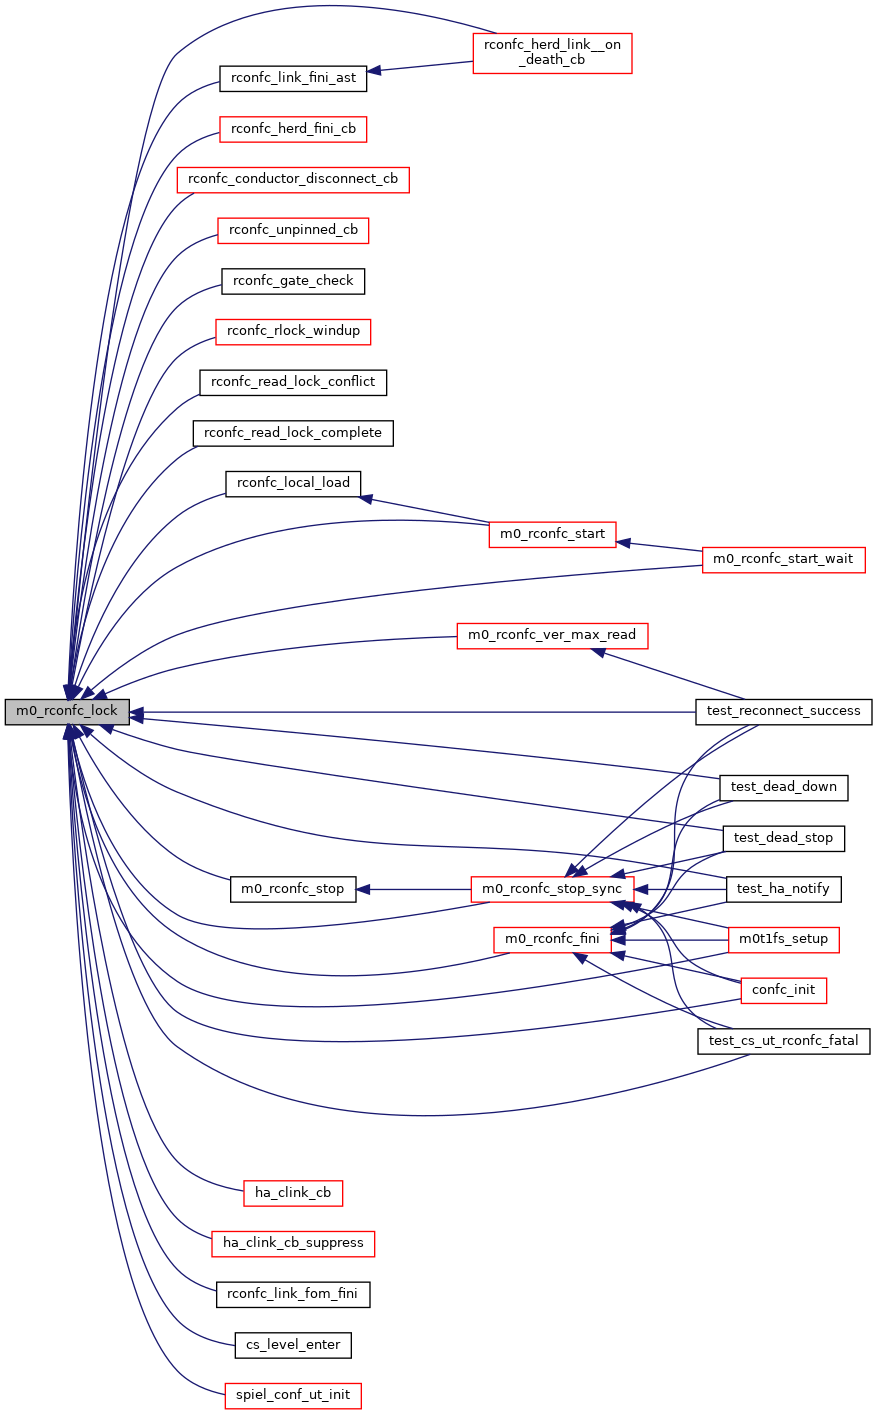 rconfc_herd_link__on
_death_cb
rconfc_link_fini_ast
rconfc_herd_fini_cb
rconfc_conductor_disconnect_cb
rconfc_unpinned_cb
rconfc_gate_check
rconfc_rlock_windup
rconfc_read_lock_conflict
rconfc_read_lock_complete
rconfc_local_load
m0_rconfc_start
m0_rconfc_start_wait
m0_rconfc_ver_max_read
m0_rconfc_lock
test_reconnect_success
test_dead_down
test_dead_stop
m0_rconfc_stop
m0_rconfc_stop_sync
test_ha_notify
m0_rconfc_fini
m0t1fs_setup
confc_init
test_cs_ut_rconfc_fatal
ha_clink_cb
ha_clink_cb_suppress
rconfc_link_fom_fini
cs_level_enter
spiel_conf_ut_init